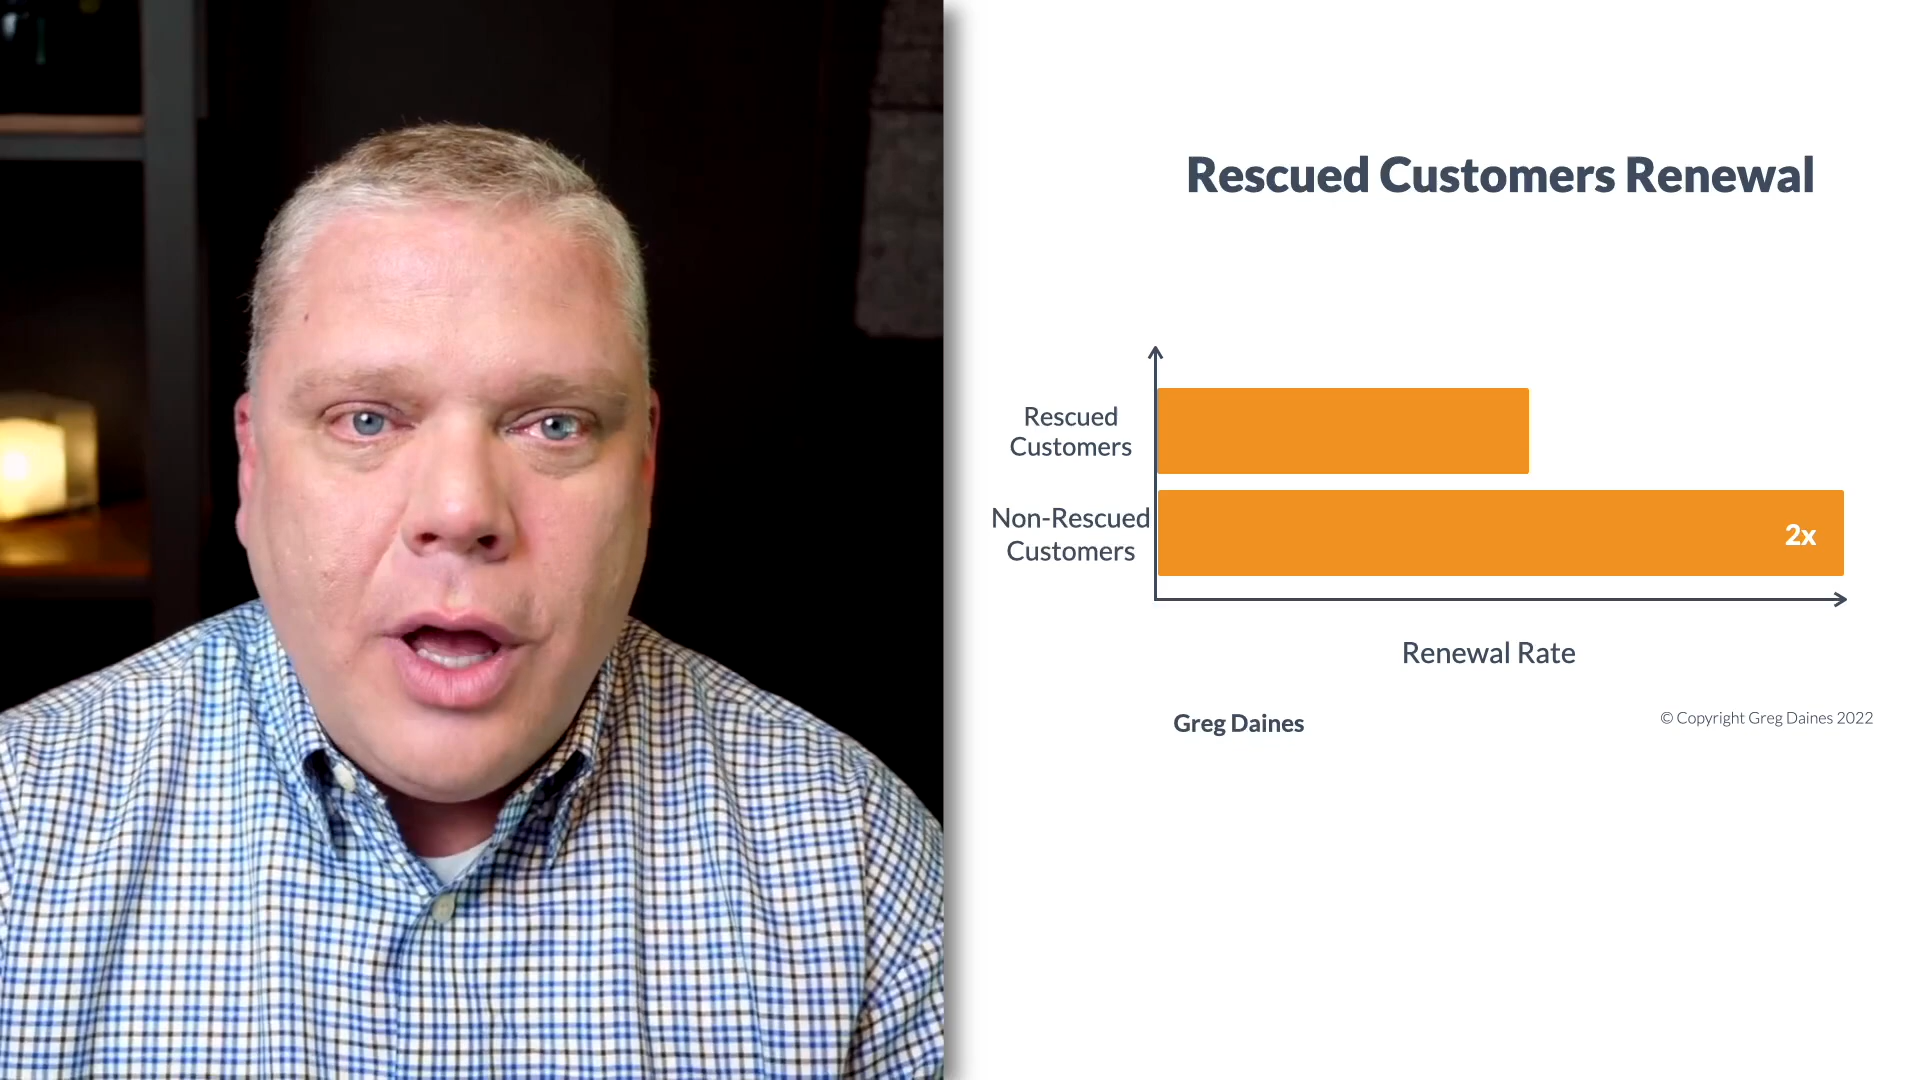 Rescued Customers Renewal
Rescued
Customers
Non-Rescued
Customers
2x
Renewal Rate
Greg Daines
© Copyright Greg Daines 2022